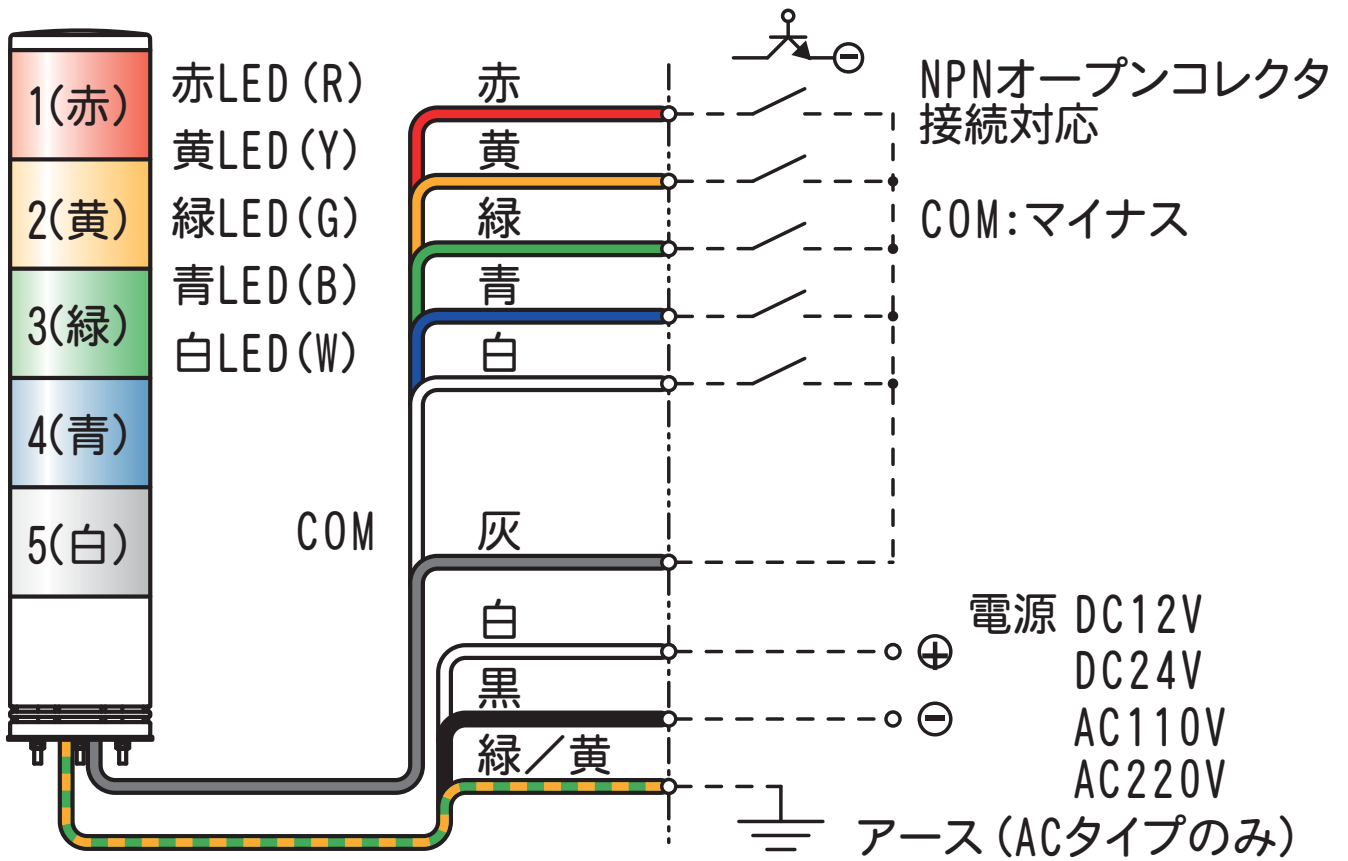 1(赤)
2(黄)
3(緑)
4(青)
5(白)
赤LED(R)
黄LED(Y)
緑LED(G)
青LED(B)
白LED(W)
COM
赤
黄
緑
青
白
灰
白
黒
緑／黄
NPNオープンコレクタ
接続対応
COM:マイナス
電源 DC12V
DC24V
AC110V
AC220V
アース(ACタイプのみ)